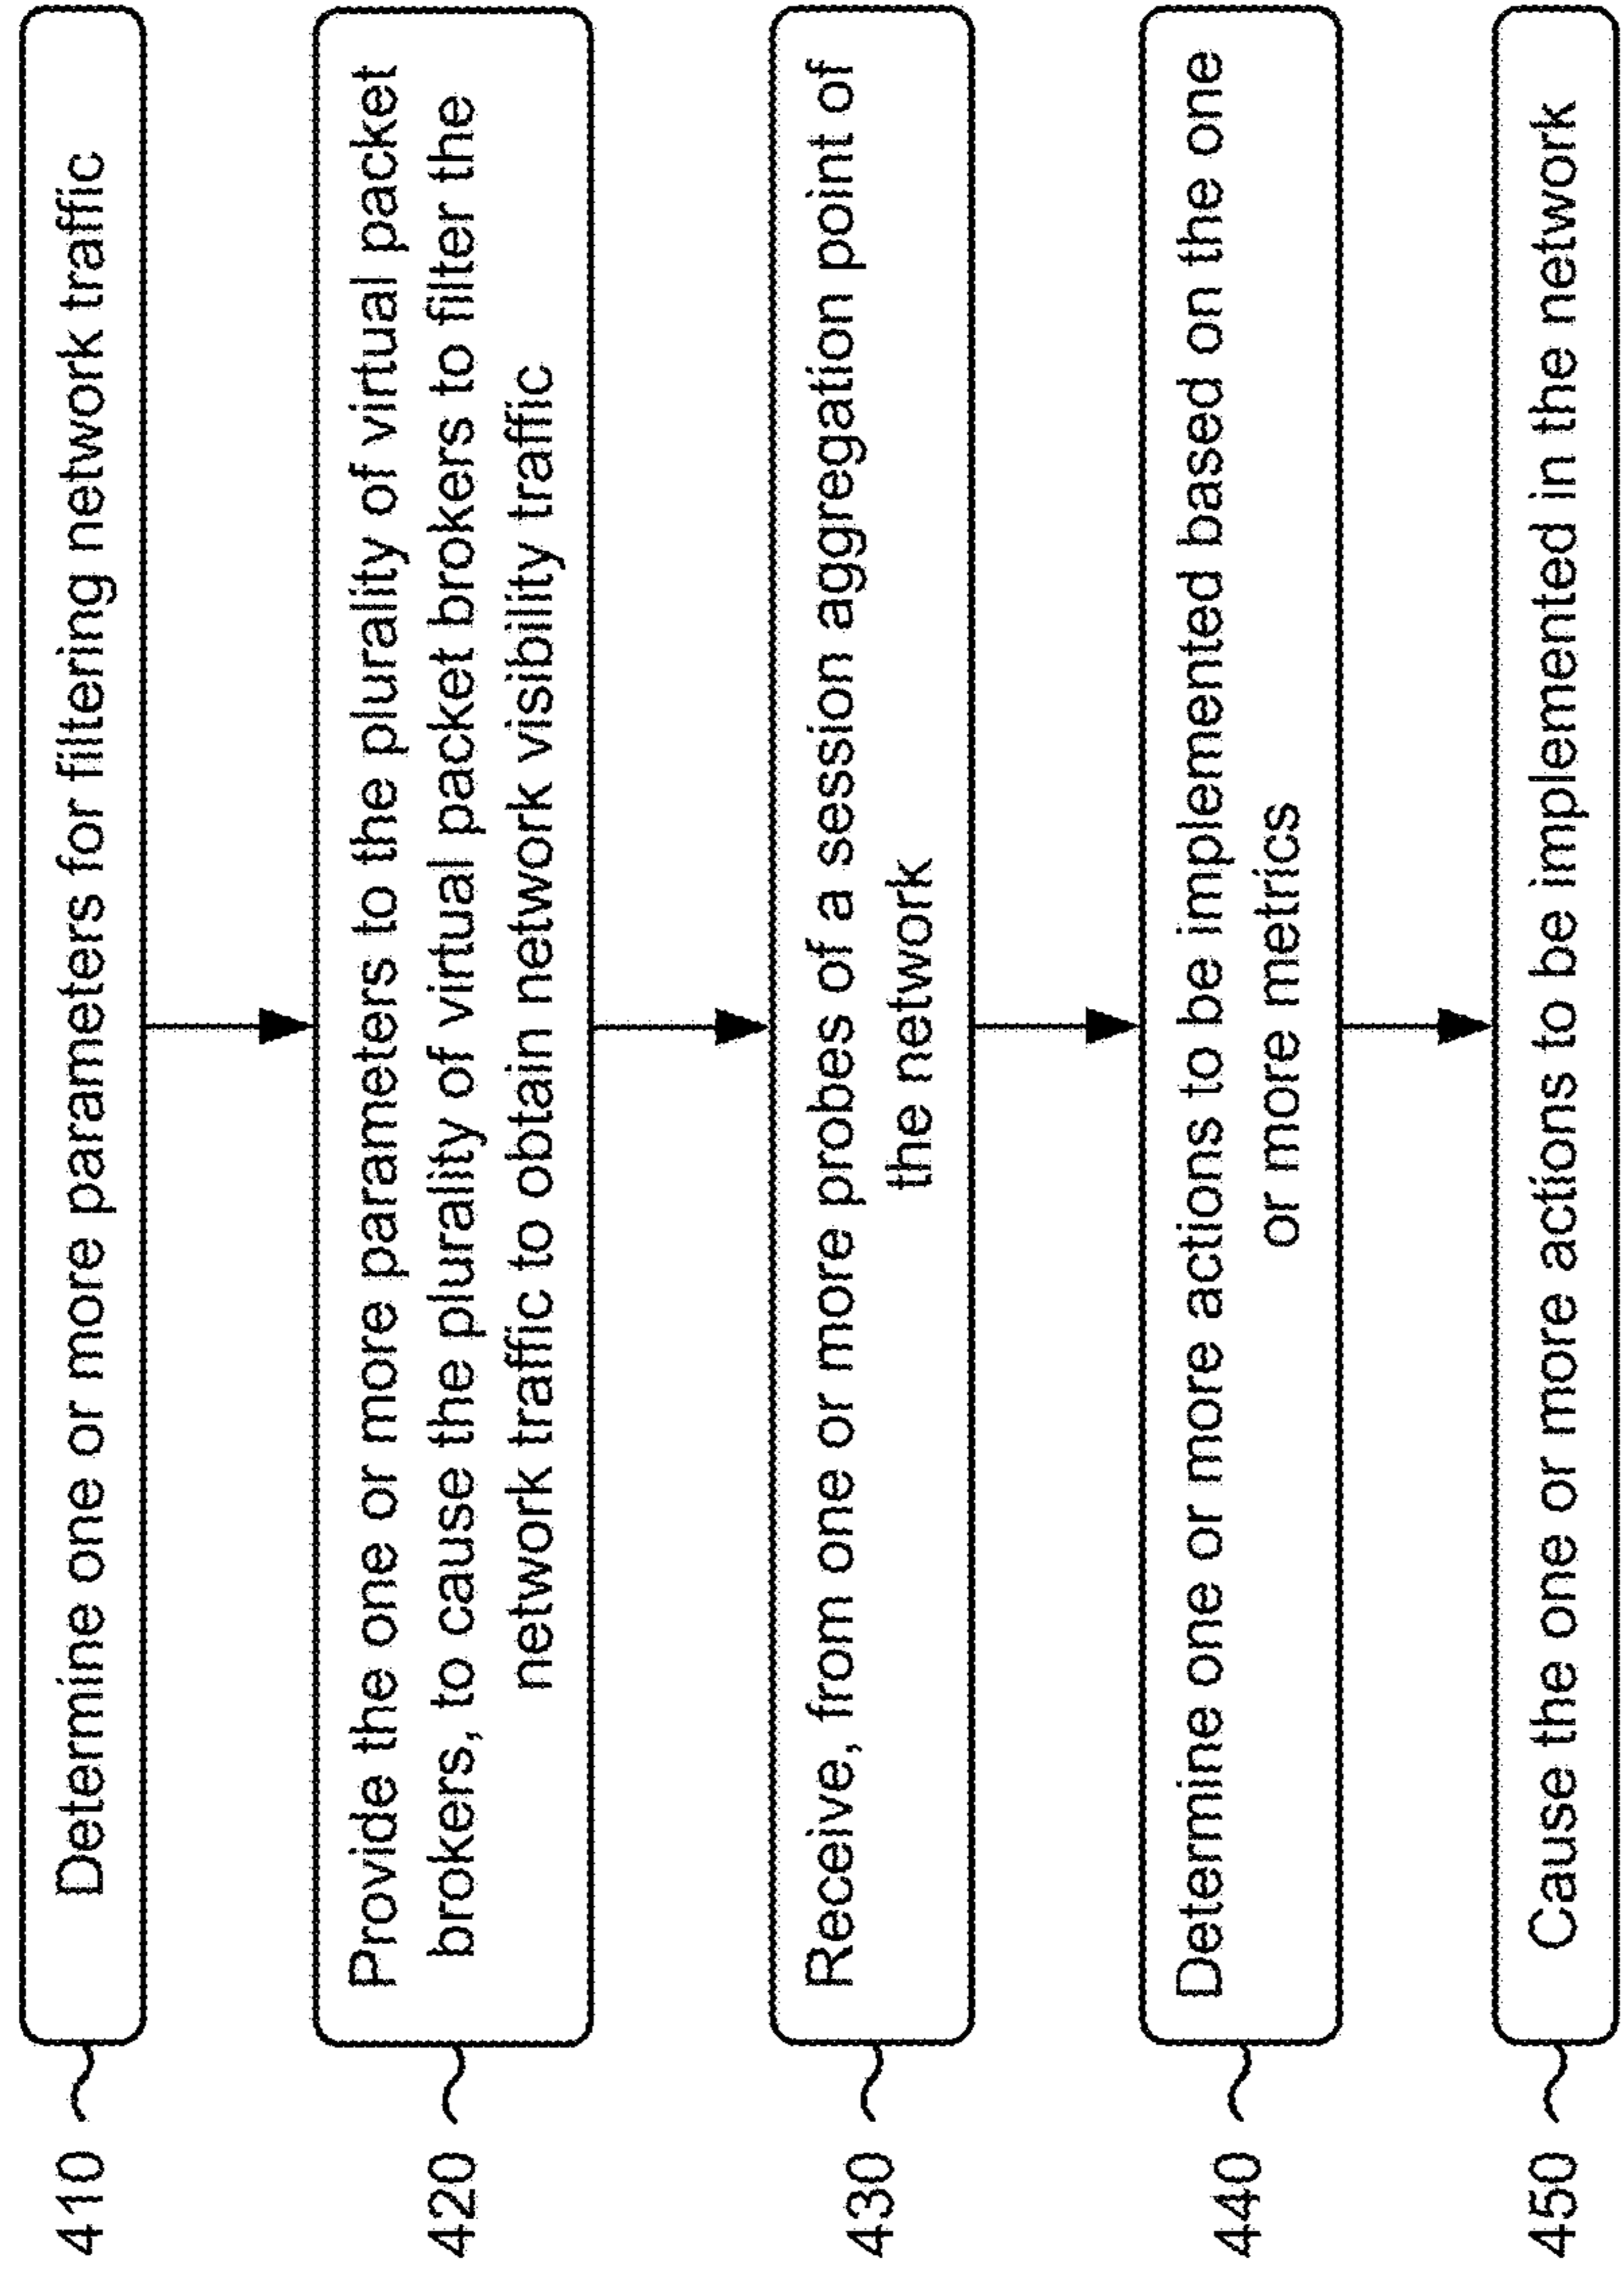 410
Determine one or more parameters for filtering network traffic
420
Provide the one or more parameters to the plurality of virtual packet
brokers, to cause the plurality of virtual packet brokers to filter the
network traffic to obtain network visibility traffic
430
Receive, from one or more probes of a session aggregation point of
the network
440
Determine one or more actions to be implemented based on the one
or more metrics
450
Cause the one or more actions to be implemented in the network